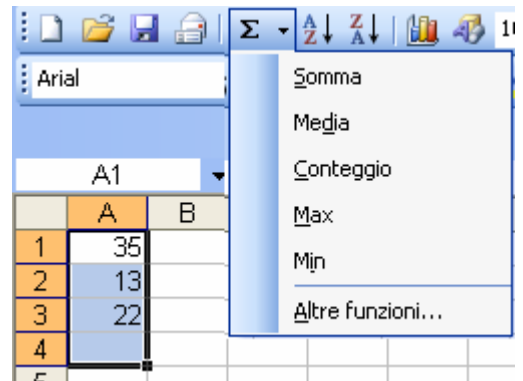 Σ A Z Z A
Arial
Somma
Media
Conteggio
Max
Min
Altre funzioni...
A1
A B
1 35
2 13
3 22
4